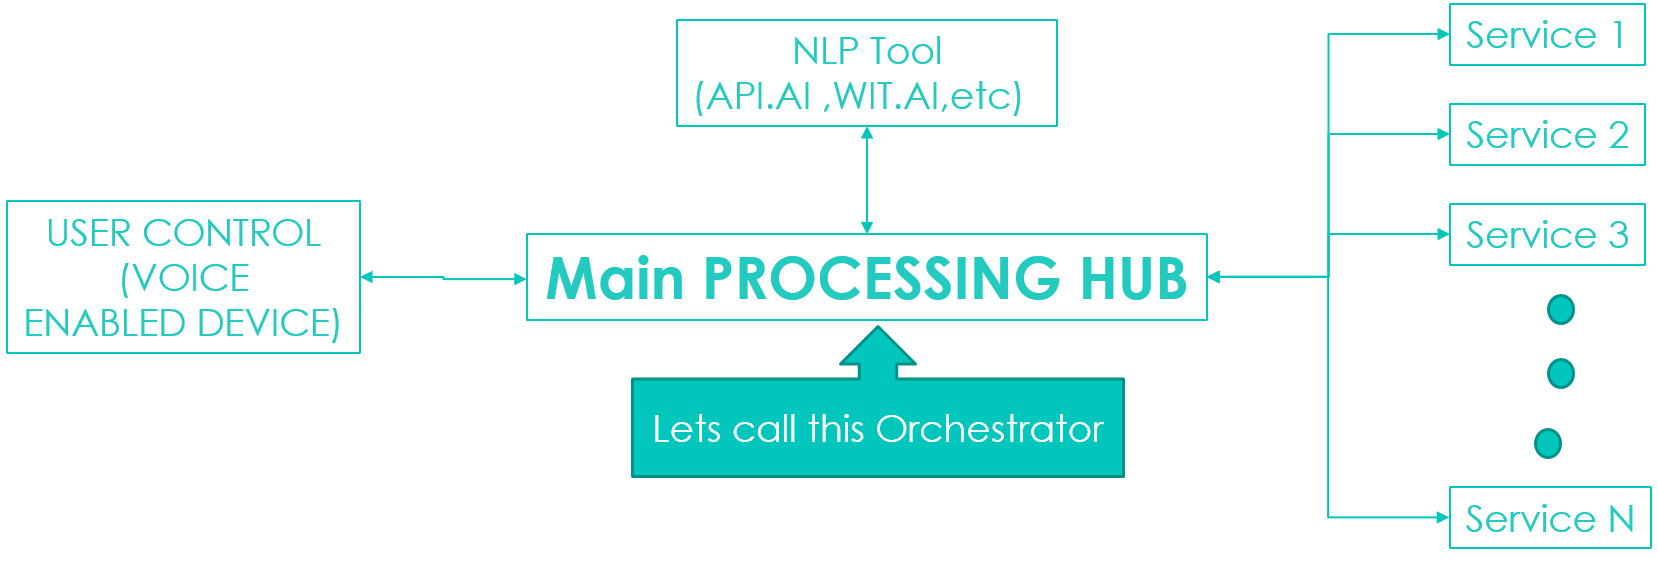 NLP Tool
(API.AI ,WIT.AI,etc)
USER CONTROL
(VOICE
ENABLED DEVICE)
Main PROCESSING HUB
Lets call this Orchestrator
Service 1
Service 2
Service 3
Service N